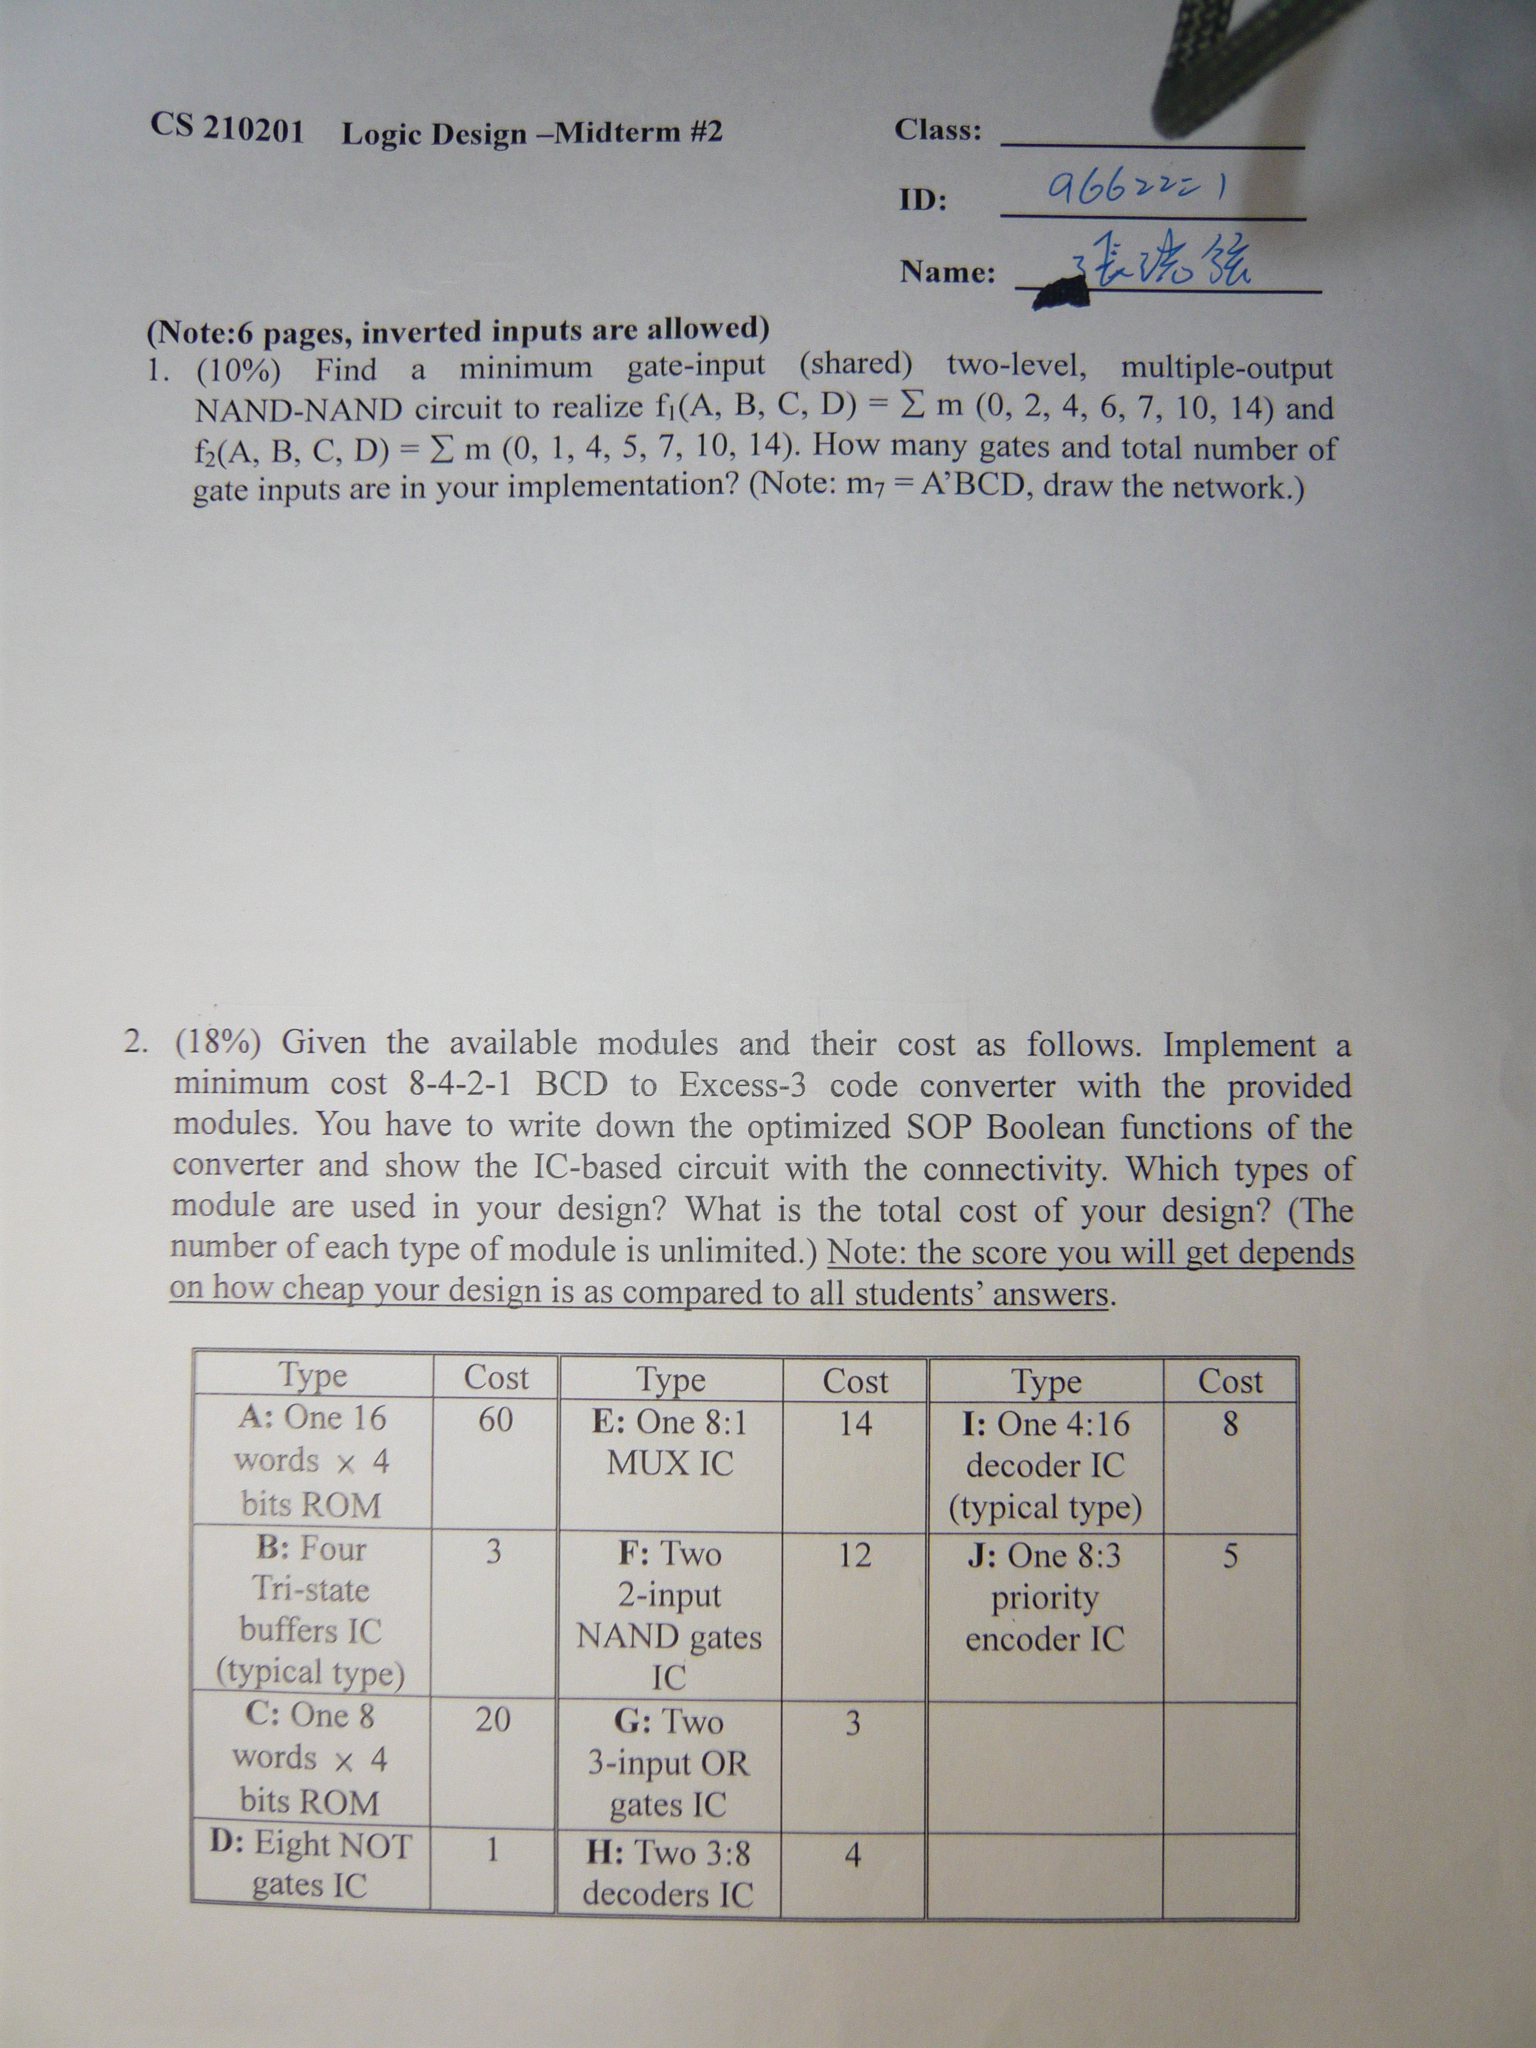 CS 210201 Logic Design –Midterm #2
Class:
ID: 9662221
Name: 張浩弦
(Note:6 pages, inverted inputs are allowed)
1. (10%) Find a minimum gate-input (shared) two-level, multiple-output
NAND-NAND circuit to realize f₁(A, B, C, D) = ∑ m (0, 2, 4, 6, 7, 10, 14) and
f₂(A, B, C, D) = ∑ m (0, 1, 4, 5, 7, 10, 14). How many gates and total number of
gate inputs are in your implementation? (Note: m₇ = A’BCD, draw the network.)
2. (18%) Given the available modules and their cost as follows. Implement a
minimum cost 8-4-2-1 BCD to Excess-3 code converter with the provided
modules. You have to write down the optimized SOP Boolean functions of the
converter and show the IC-based circuit with the connectivity. Which types of
module are used in your design? What is the total cost of your design? (The
number of each type of module is unlimited.) Note: the score you will get depends
on how cheap your design is as compared to all students’ answers.
Type Cost Type Cost Type Cost
A: One 16 60 E: One 8:1 14 I: One 4:16 8
words × 4 MUX IC decoder IC
bits ROM (typical type)
B: Four 3 F: Two 12 J: One 8:3 5
Tri-state 2-input priority
buffers IC NAND gates encoder IC
(typical type) IC
C: One 8 20 G: Two 3
words × 4 3-input OR
bits ROM gates IC
D: Eight NOT 1 H: Two 3:8 4
gates IC decoders IC